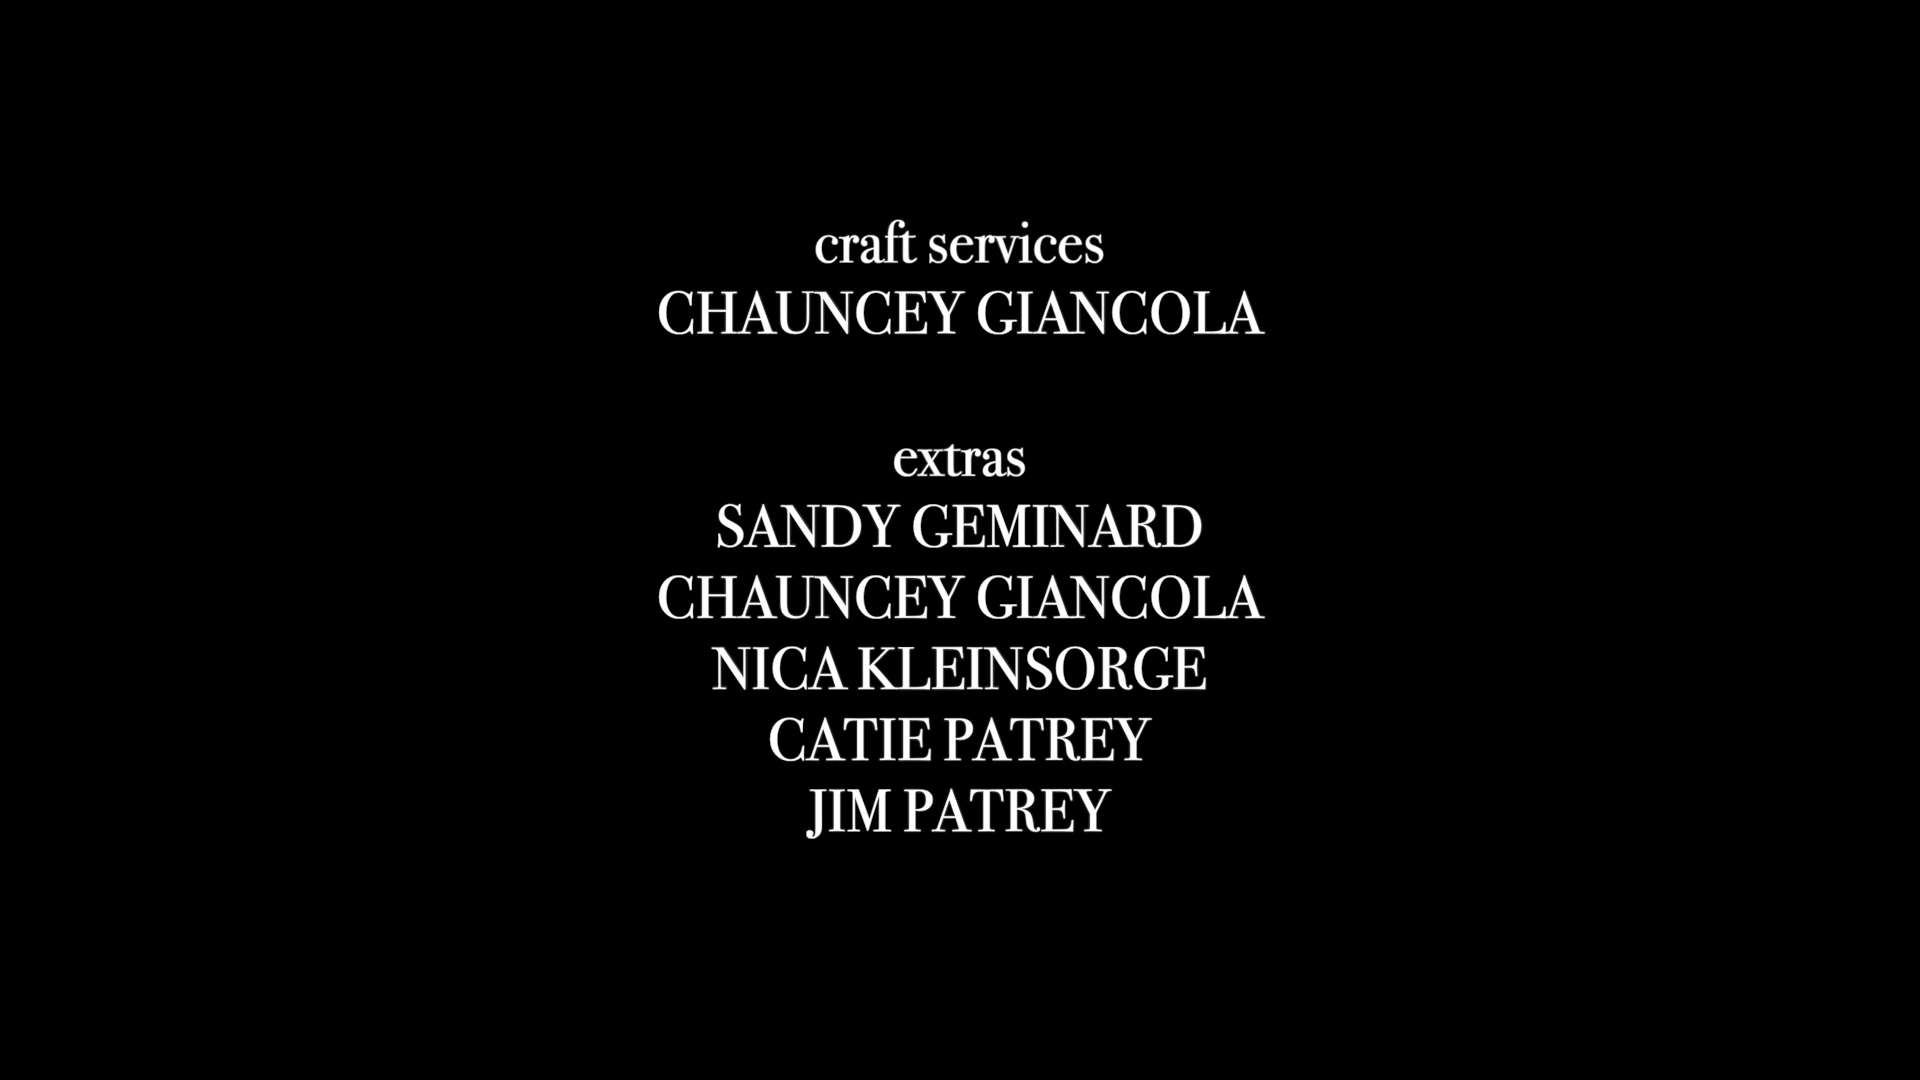 craft services
CHAUNCEY GIANCOLA
extras
SANDY GEMINARD
CHAUNCEY GIANCOLA
NICA KLEINSORGE
CATIE PATREY
JIM PATREY